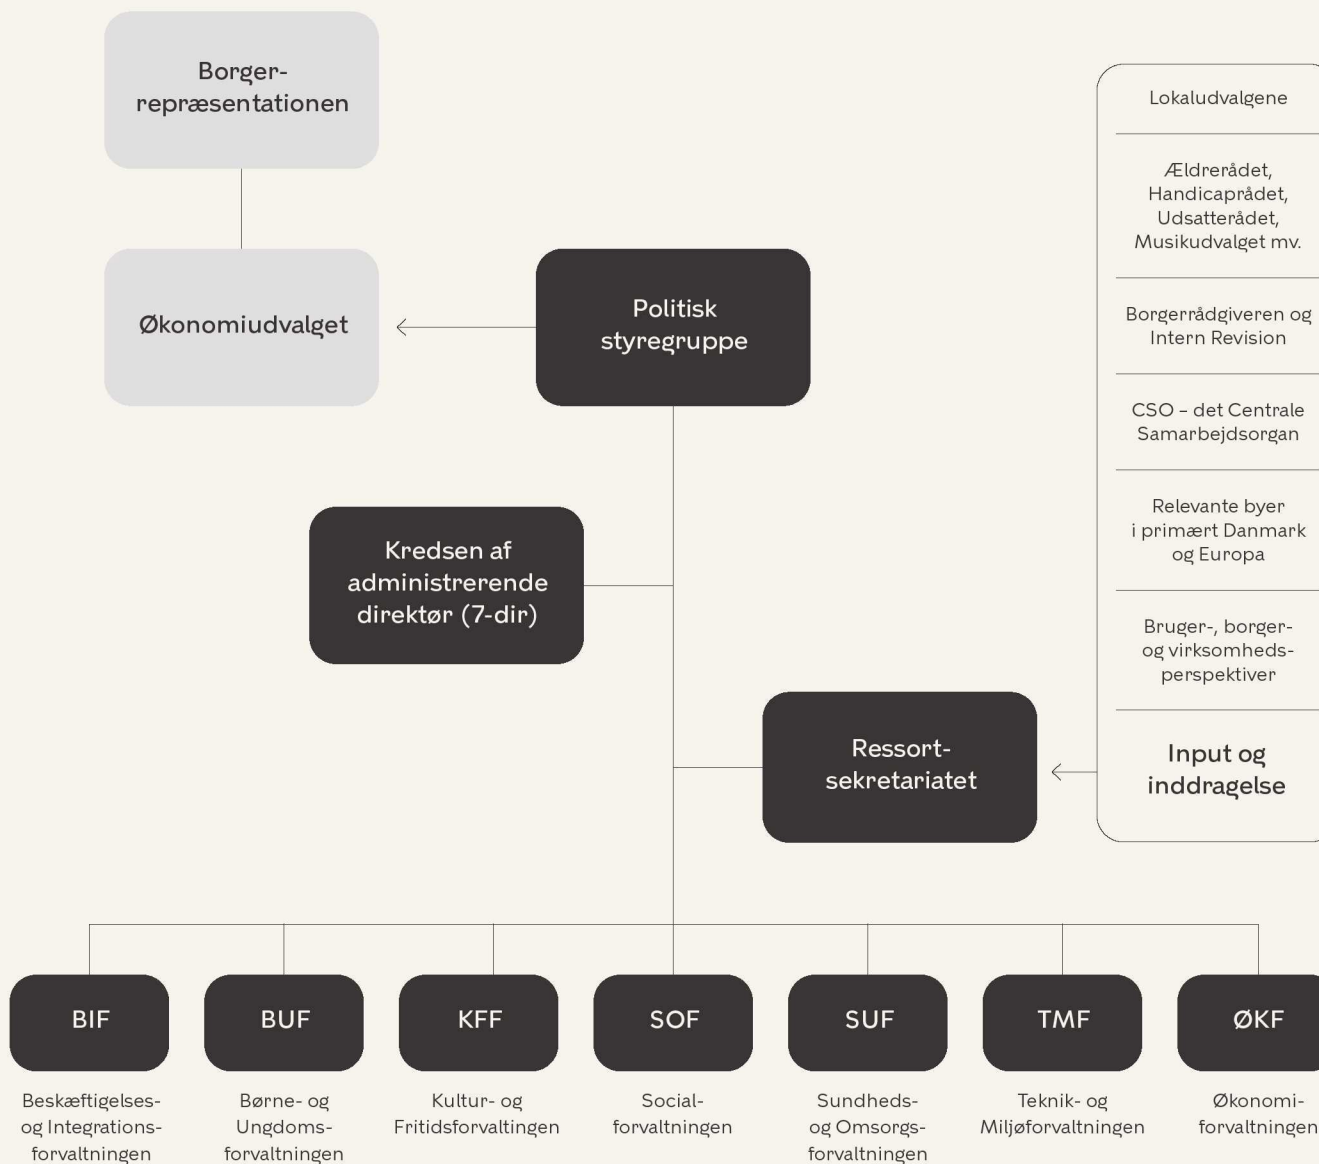 Borger-
repræsentationen
Økonomiudvalget
Politisk
styregruppe
Kredsen af
administrerende
direktør (7-dir)
Ressort-
sekretariatet
Lokaludvalgene
Ældrerådet,
Handicaprådet,
Udsatterådet,
Musikudvalget mv.
Borgerrådgiveren og
Intern Revision
CSO – det Centrale
Samarbejdsorgan
Relevante byer
i primært Danmark
og Europa
Bruger-, borger-
og virksomheds-
perspektiver
Input og
inddragelse
BIF
Beskæftigelses-
og Integrations-
forvaltningen
BUF
Børne- og
Ungdoms-
forvaltningen
KFF
Kultur- og
Fritidsforvaltingen
SOF
Social-
forvaltningen
SUF
Sundheds-
og Omsorgs-
forvaltningen
TMF
Teknik- og
Miljøforvaltningen
ØKF
Økonomi-
forvaltningen